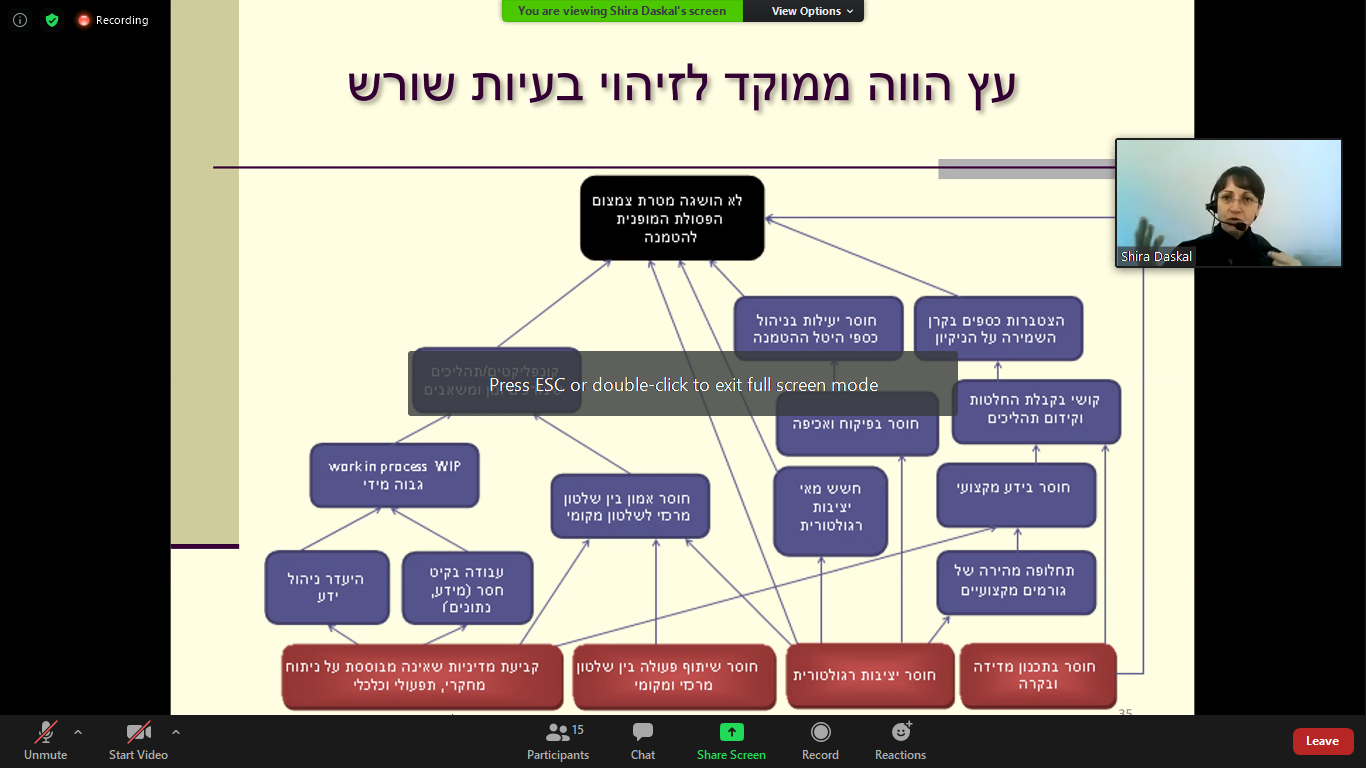 Recording
You are viewing Shira Daskal's screen
View Options
עץ הווה ממוקד לזיהוי בעיות שורש
Shira Daskal
לא הושגה מטרת צמצום
הפסולת המופנית
להטמנה
הצטברות כספים בקרן
השמירה על הניקיון
חוסר יעילות בניהול
כספי היטל ההטמנה
קונפליקטים/תהליכים
זמן ומשאבים
Press ESC or double-click to exit full screen mode
קושי בקבלת החלטות
וקידום תהליכים
חוסר בפיקוח ואכיפה
work in process WIP
גבוה מידי
חוסר אמון בין שלטון
מרכזי לשלטון מקומי
חשש מאי
יציבות
רגולטורית
חוסר בידע מקצועי
היעדר ניהול
ידע
עבודה בקיט
חסר (מידע,
נתונים)ו
תחלופה מהירה של
גורמים מקצועיים
קביעת מדיניות שאינה מבוססת על ניתוח
מחקרי, תפעולי וכלכלי
חוסר שיתוף פעולה בין שלטון
מרכזי ומקומי
חוסר יציבות רגולטורית
חוסר בתכנון מדידה
ובקרה
35
Unmute
Start Video
Participants
15
Chat
Share Screen
Record
Reactions
Leave